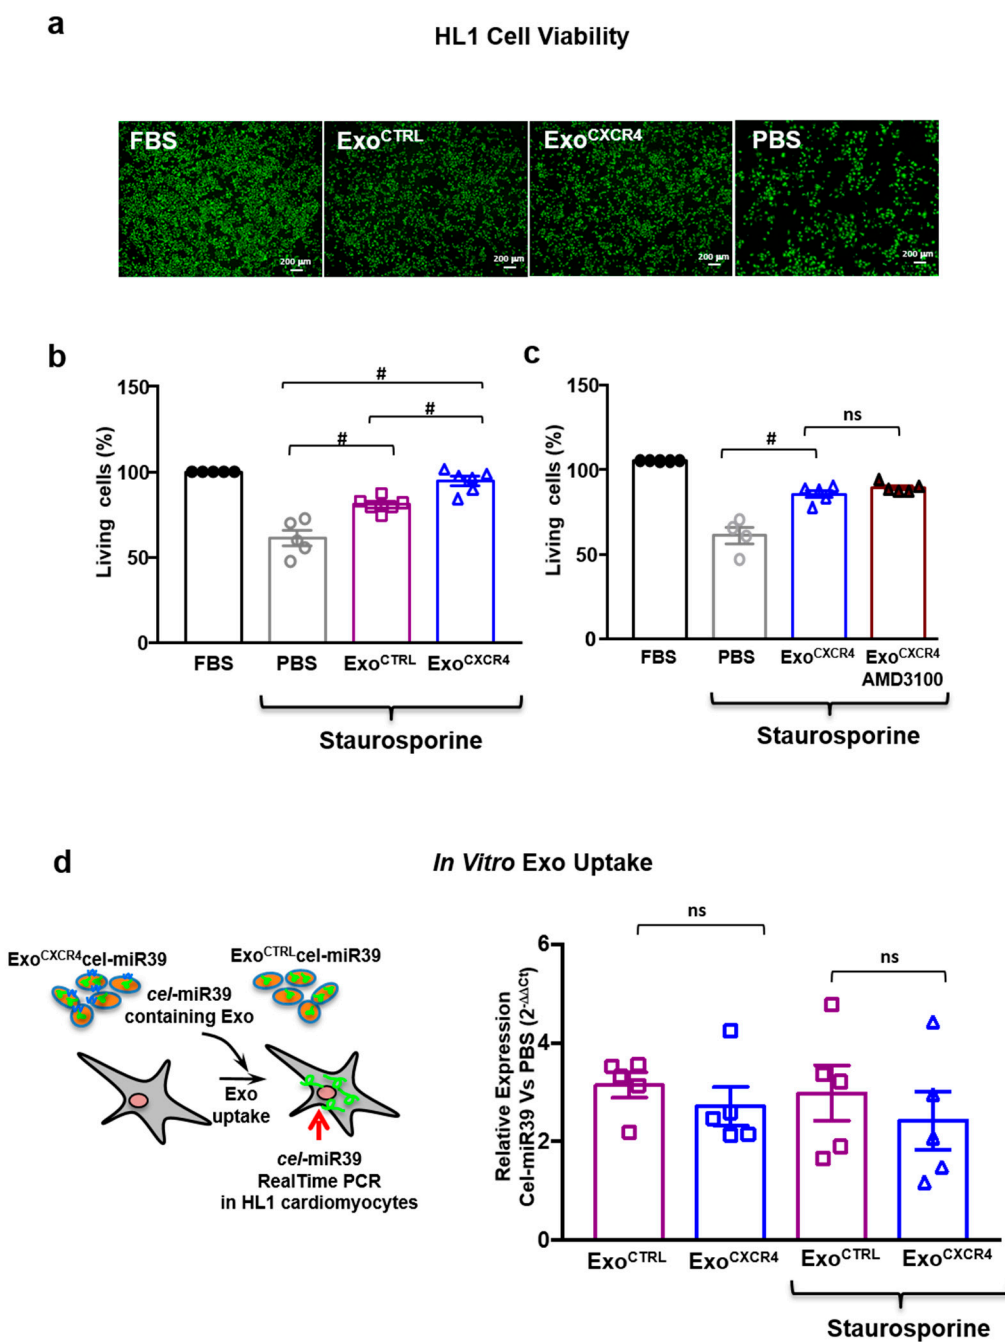 a
HL1 Cell Viability
FBS
Exo^CTRL
Exo^CXCR4
PBS
200 μm
200 μm
200 μm
200 μm
b
Living cells (%)
150
100
50
0
#
#
#
FBS
PBS
Exo^CTRL
Exo^CXCR4
Staurosporine
c
Living cells (%)
150
100
50
0
#
ns
FBS
PBS
Exo^CXCR4
Exo^CXCR4
AMD3100
Staurosporine
d
In Vitro Exo Uptake
Exo^CXCR4cel-miR39
Exo^CTRLcel-miR39
cel-miR39
containing Exo
Exo
uptake
cel-miR39
RealTime PCR
in HL1 cardiomyocytes
Relative Expression
Cel-miR39 Vs PBS (2^-ΔΔCt)
6
4
2
0
ns
ns
Exo^CTRL
Exo^CXCR4
Exo^CTRL
Exo^CXCR4
Staurosporine